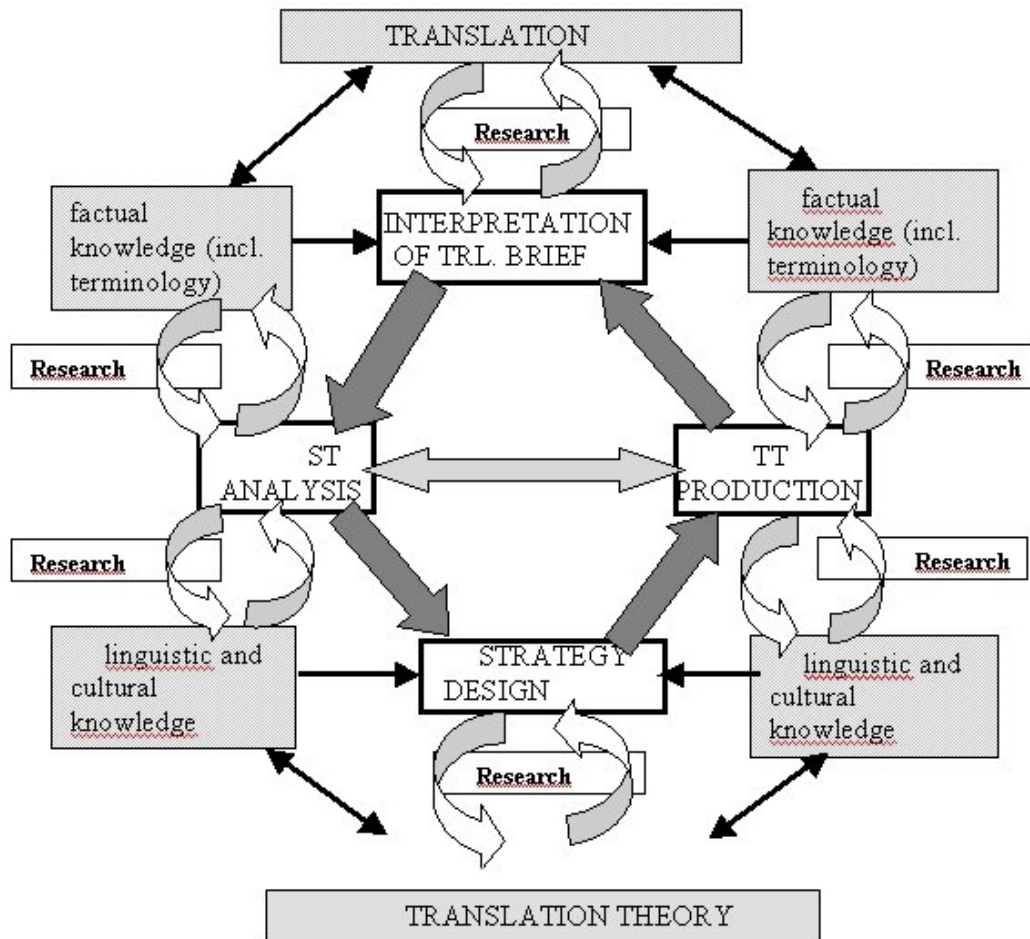 TRANSLATION
Research
factual
knowledge (incl.
terminology)
INTERPRETATION
OF TRL. BRIEF
factual
knowledge (incl.
terminology)
Research
Research
ST
ANALYSIS
TT
PRODUCTION
Research
Research
linguistic and
cultural
knowledge
STRATEGY
DESIGN
linguistic and
cultural
knowledge
Research
TRANSLATION THEORY